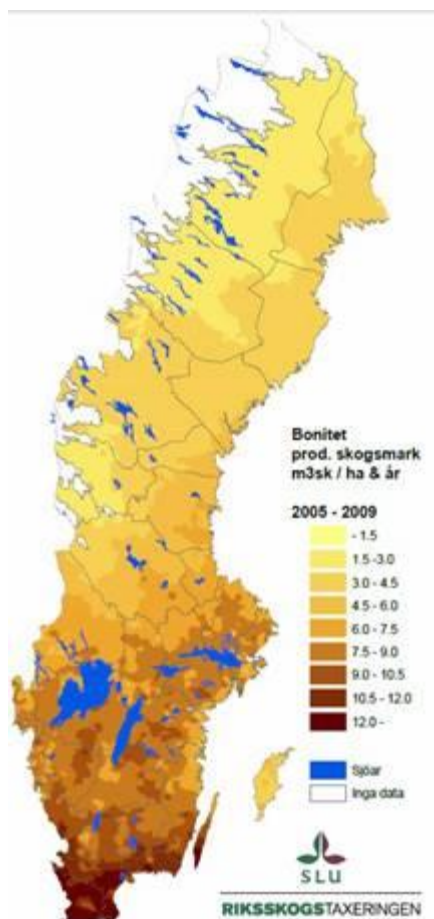 Bonitet
prod. skogsmark
m3sk / ha & år
2005 - 2009
- 1.5
1.5 -3.0
3.0 - 4.5
4.5 - 6.0
6.0 - 7.5
7.5 - 9.0
9.0 - 10.5
10.5 - 12.0
12.0 -
Sjöar
Inga data
SLU
RIKSSKOGSTAXERINGEN